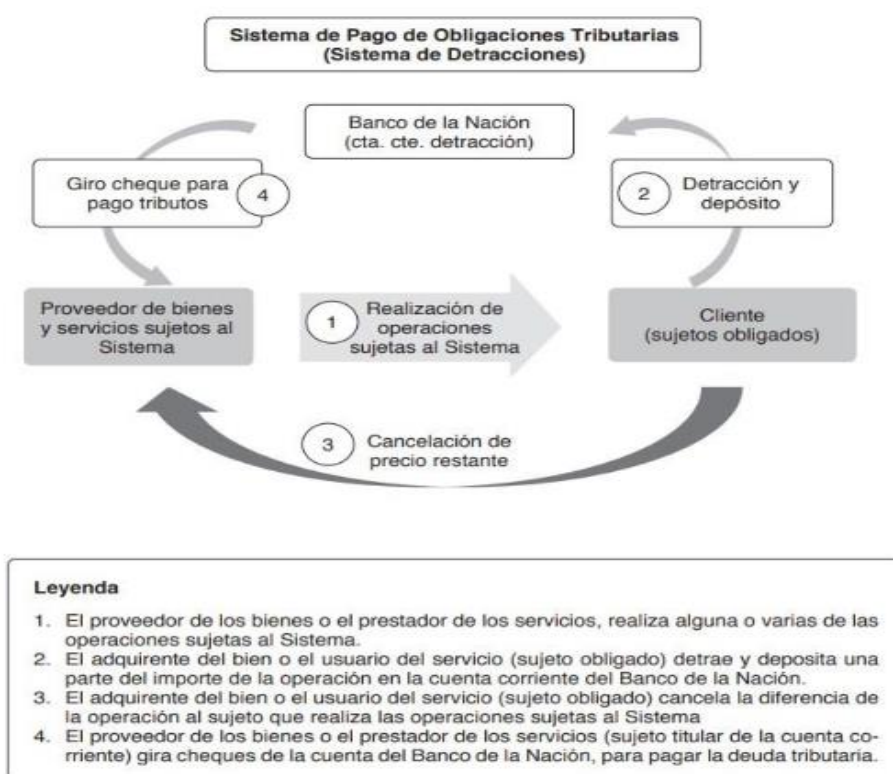 Sistema de Pago de Obligaciones Tributarias
(Sistema de Detracciones)
Banco de la Nación
(cta. cte. detracción)
Giro cheque para
pago tributos
4
2
Detracción y
depósito
Proveedor de bienes
y servicios sujetos al
Sistema
1
Realización de
operaciones
sujetas al Sistema
Cliente
(sujetos obligados)
3
Cancelación de
precio restante
Leyenda
1. El proveedor de los bienes o el prestador de los servicios, realiza alguna o varias de las
operaciones sujetas al Sistema.
2. El adquirente del bien o el usuario del servicio (sujeto obligado) detrae y deposita una
parte del importe de la operación en la cuenta corriente del Banco de la Nación.
3. El adquirente del bien o el usuario del servicio (sujeto obligado) cancela la diferencia de
la operación al sujeto que realiza las operaciones sujetas al Sistema
4. El proveedor de los bienes o el prestador de los servicios (sujeto titular de la cuenta co-
rriente) gira cheques de la cuenta del Banco de la Nación, para pagar la deuda tributaria.